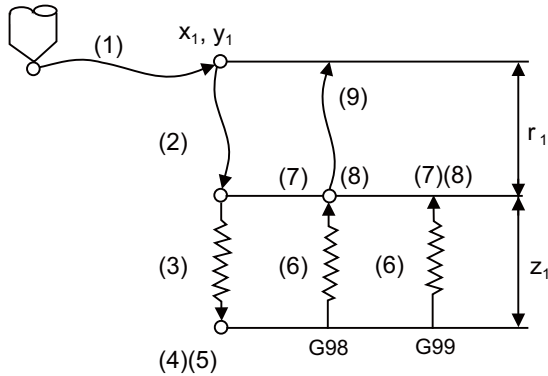 (1)
x1, y1
(9)
(2)
r1
(7) (8) (7)(8)
(3) (6) (6) z1
(4)(5) G98 G99